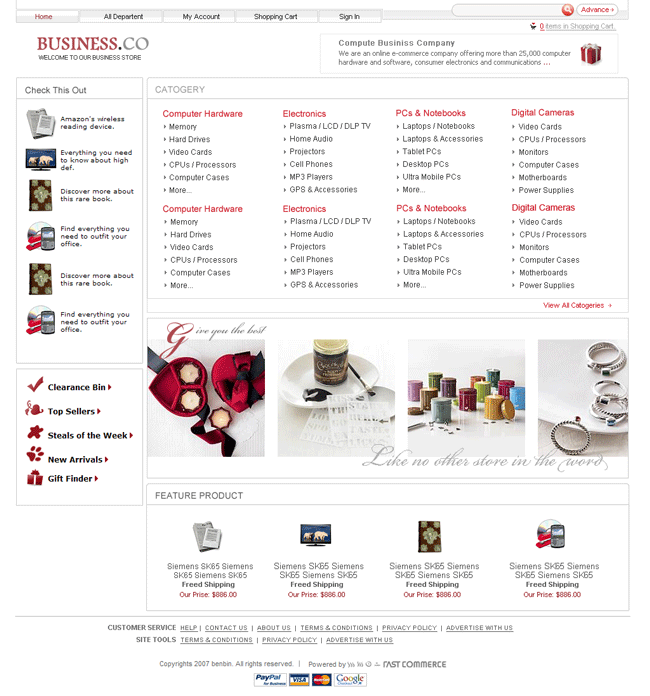 Home All Departent My Account Shopping Cart Sign In
Advance
0 items in Shopping Cart.
BUSINESS.CO
WELCOME TO OUR BUSINESS STORE
Compute Businiss Company
We are an online e-commerce company offering more than 25,000 computer
hardware and software, consumer electronics and communications ...
Check This Out
Amazon's wireless
reading device.
Everything you need
to know about high
def.
Discover more about
this rare book.
Find everything you
need to outfit your
office.
Discover more about
this rare book.
Find everything you
need to outfit your
office.
Clearance Bin
Top Sellers
Steals of the Week
New Arrivals
Gift Finder
CATOGERY
Computer Hardware
Memory
Hard Drives
Video Cards
CPUs / Processors
Computer Cases
More...
Electronics
Plasma / LCD / DLP TV
Home Audio
Projectors
Cell Phones
MP3 Players
GPS & Accessories
PCs & Notebooks
Laptops / Notebooks
Laptops & Accessories
Tablet PCs
Desktop PCs
Ultra Mobile PCs
More...
Digital Cameras
Video Cards
CPUs / Processors
Monitors
Computer Cases
Motherboards
Power Supplies
Computer Hardware
Memory
Hard Drives
Video Cards
CPUs / Processors
Computer Cases
More...
Electronics
Plasma / LCD / DLP TV
Home Audio
Projectors
Cell Phones
MP3 Players
GPS & Accessories
PCs & Notebooks
Laptops / Notebooks
Laptops & Accessories
Tablet PCs
Desktop PCs
Ultra Mobile PCs
More...
Digital Cameras
Video Cards
CPUs / Processors
Monitors
Computer Cases
Motherboards
Power Supplies
View All Catogeries +
Give you the best
Like no other store in the word
FEATURE PRODUCT
Siemens SK65 Siemens
SK65 Siemens SK65
Freed Shipping
Our Price: $886.00
Siemens SK65 Siemens
SK65 Siemens SK65
Freed Shipping
Our Price: $886.00
Siemens SK65 Siemens
SK65 Siemens SK65
Freed Shipping
Our Price: $886.00
Siemens SK65 Siemens
SK65 Siemens SK65
Freed Shipping
Our Price: $886.00
CUSTOMER SERVICE HELP | CONTACT US | ABOUT US | TERMS & CONDITIONS | PRIVACY POLICY | ADVERTISE WITH US
SITE TOOLS TERMS & CONDITIONS | PRIVACY POLICY | ADVERTISE WITH US
Copyrights 2007 benbin. All rights reserved. | Powered by FAST COMMERCE
PayPal for Business VISA MasterCard Google Checkout